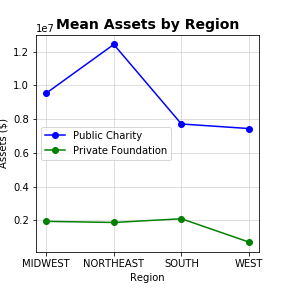 Mean Assets by Region
1e7
1.2
1.0
0.8
0.6
0.4
0.2
Assets ($)
Public Charity
Private Foundation
MIDWEST NORTHEAST SOUTH WEST
Region